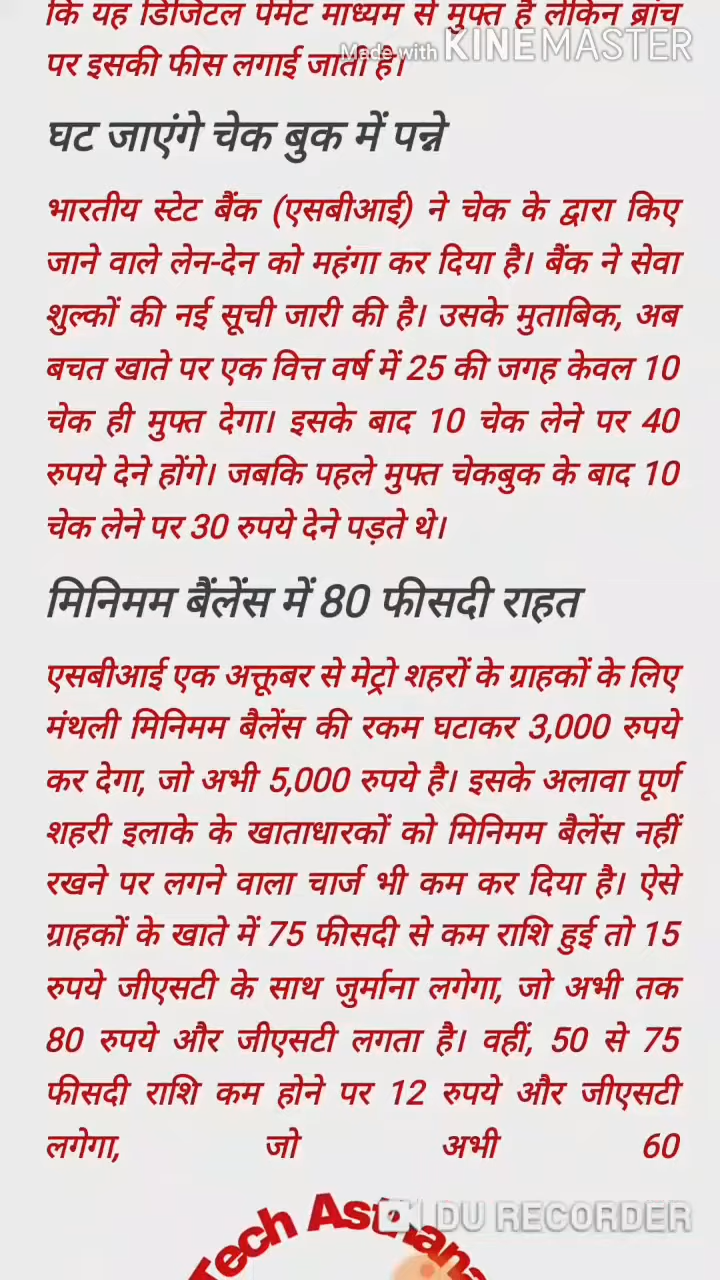 कि यह डिजिटल पेमेंट माध्यम से मुफ्त है लेकिन ब्रांच
Made with KINEMASTER
पर इसकी फीस लगाई जाती है।
घट जाएंगे चेक बुक में पन्ने
भारतीय स्टेट बैंक (एसबीआई) ने चेक के द्वारा किए
जाने वाले लेन-देन को महंगा कर दिया है। बैंक ने सेवा
शुल्कों की नई सूची जारी की है। उसके मुताबिक, अब
बचत खाते पर एक वित्त वर्ष में 25 की जगह केवल 10
चेक ही मुफ्त देगा। इसके बाद 10 चेक लेने पर 40
रुपये देने होंगे। जबकि पहले मुफ्त चेकबुक के बाद 10
चेक लेने पर 30 रुपये देने पड़ते थे।
मिनिमम बैंलेंस में 80 फीसदी राहत
एसबीआई एक अक्तूबर से मेट्रो शहरों के ग्राहकों के लिए
मंथली मिनिमम बैलेंस की रकम घटाकर 3,000 रुपये
कर देगा, जो अभी 5,000 रुपये है। इसके अलावा पूर्ण
शहरी इलाके के खाताधारकों को मिनिमम बैलेंस नहीं
रखने पर लगने वाला चार्ज भी कम कर दिया है। ऐसे
ग्राहकों के खाते में 75 फीसदी से कम राशि हुई तो 15
रुपये जीएसटी के साथ जुर्माना लगेगा, जो अभी तक
80 रुपये और जीएसटी लगता है। वहीं, 50 से 75
फीसदी राशि कम होने पर 12 रुपये और जीएसटी
लगेगा, जो अभी 60
Tech
DU RECORDER